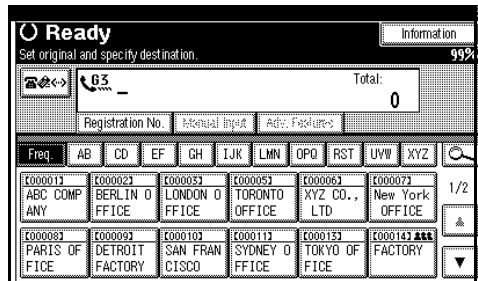 Ready
Information
Set original and specify destination.
99%
G3
Total:
0
Registration No.
Manual Input
Adv. Features
Freq.
AB
CD
EF
GH
IJK
LMN
OPQ
RST
UVW
XYZ
[00001] [00002] [00003] [00005] [00006] [00007]
ABC COMP BERLIN O LONDON O TORONTO XYZ CO., New York
ANY FFICE FFICE OFFICE LTD OFFICE
1/2
[00008] [00009] [00010] [00011] [00013] [00014]
PARIS OF DETROIT SAN FRAN SYDNEY O TOKYO OF FACTORY
FICE FACTORY CISCO FFICE FICE